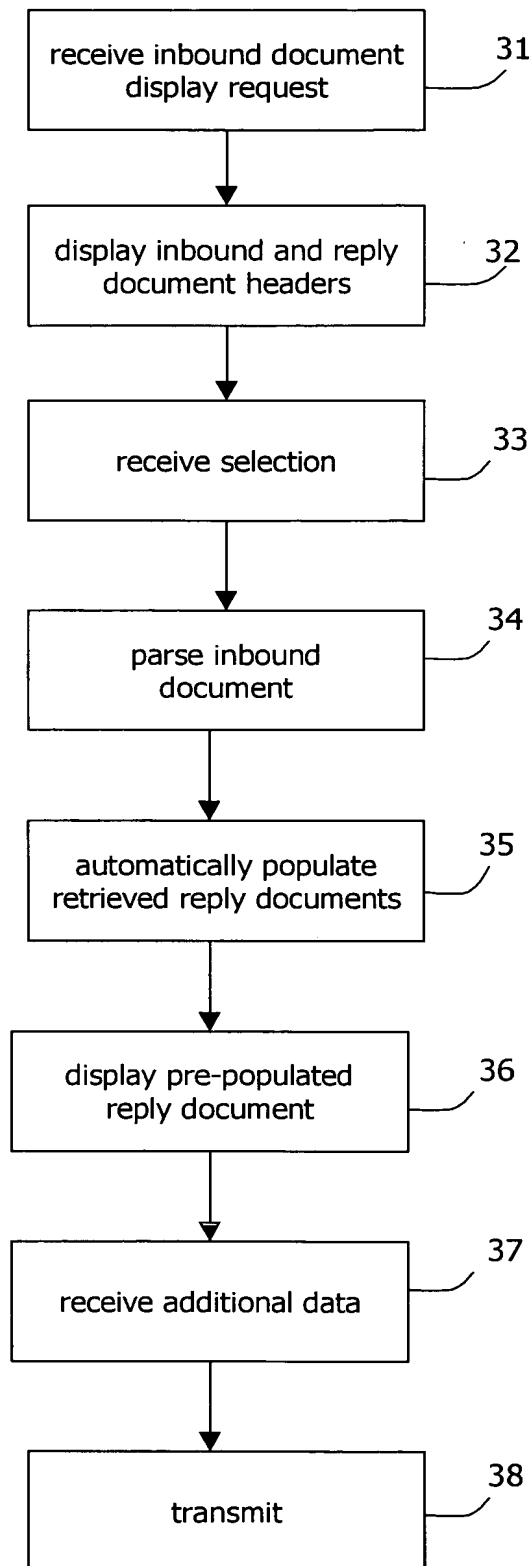 receive inbound document
display request
31
display inbound and reply
document headers
32
receive selection
33
parse inbound
document
34
automatically populate
retrieved reply documents
35
display pre-populated
reply document
36
receive additional data
37
transmit
38